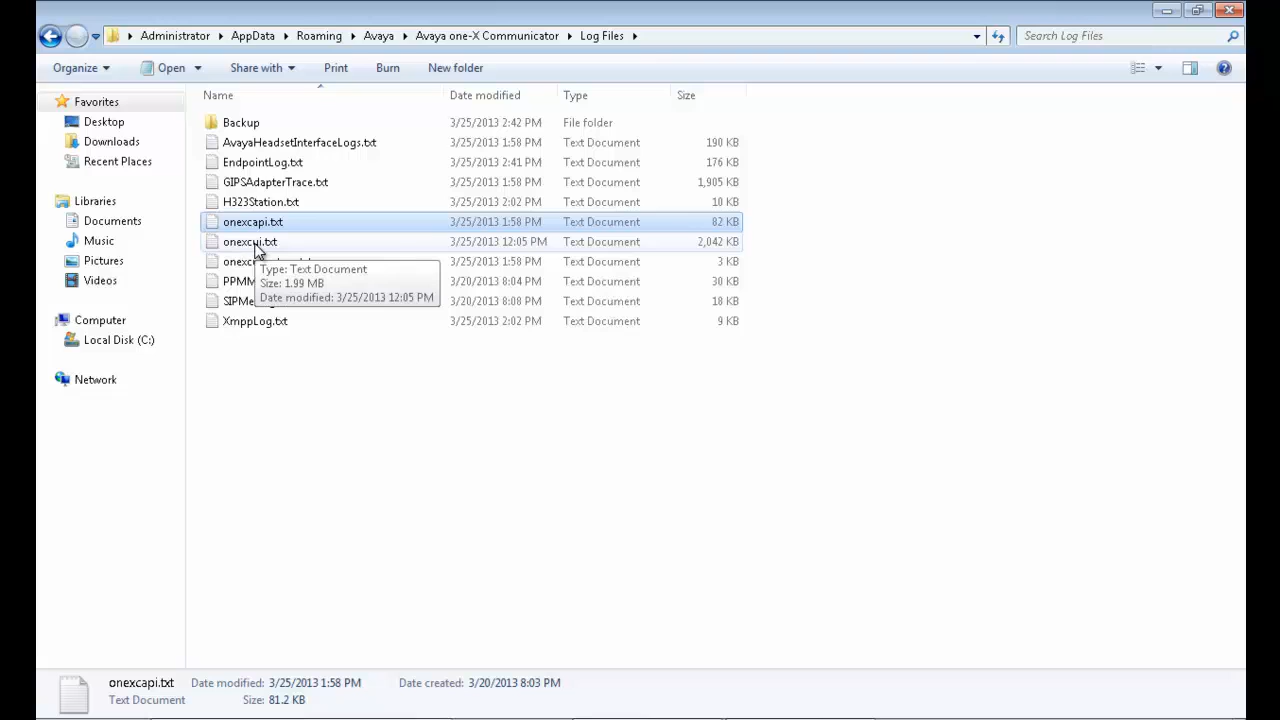 Administrator AppData Roaming Avaya Avaya one-X Communicator Log Files Search Log Files
Organize Open Share with Print Burn New folder
Name Date modified Type Size
Favorites
Desktop
Downloads
Recent Places
Libraries
Documents
Music
Pictures
Videos
Computer
Local Disk (C:)
Network
Backup 3/25/2013 2:42 PM File folder
AvayaHeadsetInterfaceLogs.txt 3/25/2013 1:58 PM Text Document 190 KB
EndpointLog.txt 3/25/2013 2:41 PM Text Document 176 KB
GIPSAdapterTrace.txt 3/25/2013 1:58 PM Text Document 1,905 KB
H323Station.txt 3/25/2013 2:02 PM Text Document 10 KB
onexcapi.txt 3/25/2013 1:58 PM Text Document 82 KB
onexcui.txt 3/25/2013 12:05 PM Text Document 2,042 KB
3/25/2013 1:58 PM Text Document 3 KB
3/20/2013 8:04 PM Text Document 30 KB
3/20/2013 8:08 PM Text Document 18 KB
XmppLog.txt 3/25/2013 2:02 PM Text Document 9 KB
Type: Text Document
Size: 1.99 MB
Date modified: 3/25/2013 12:05 PM
onexcapi.txt Date modified: 3/25/2013 1:58 PM Date created: 3/20/2013 8:03 PM
Text Document Size: 81.2 KB